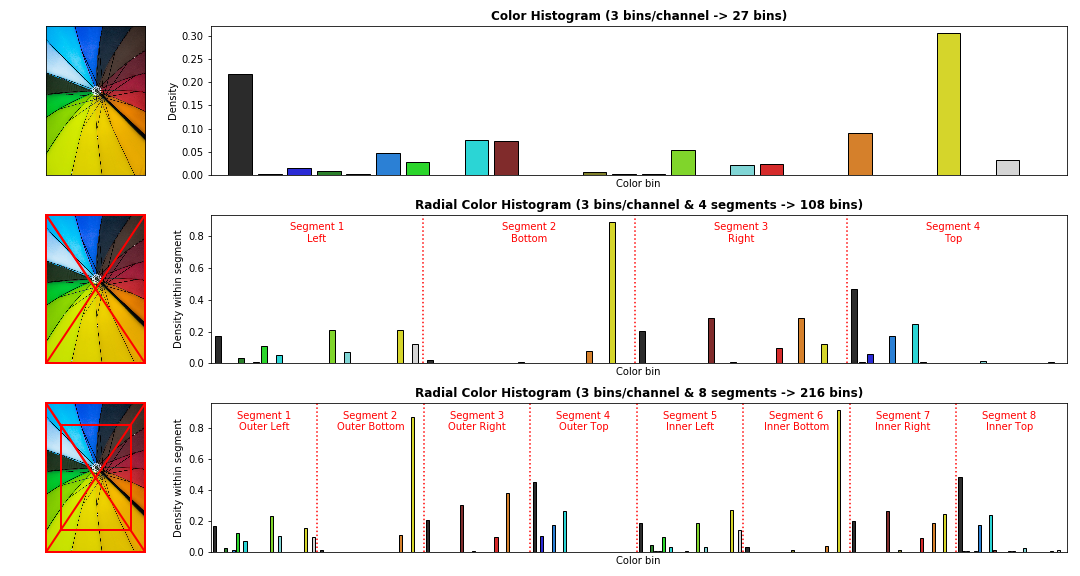 Color Histogram (3 bins/channel -> 27 bins)
0.30
0.25
0.20
0.15
0.10
0.05
0.00
Density
Color bin
Radial Color Histogram (3 bins/channel & 4 segments -> 108 bins)
Segment 1
Left
Segment 2
Bottom
Segment 3
Right
Segment 4
Top
0.8
0.6
0.4
0.2
0.0
Density within segment
Color bin
Radial Color Histogram (3 bins/channel & 8 segments -> 216 bins)
Segment 1
Outer Left
Segment 2
Outer Bottom
Segment 3
Outer Right
Segment 4
Outer Top
Segment 5
Inner Left
Segment 6
Inner Bottom
Segment 7
Inner Right
Segment 8
Inner Top
0.8
0.6
0.4
0.2
0.0
Density within segment
Color bin